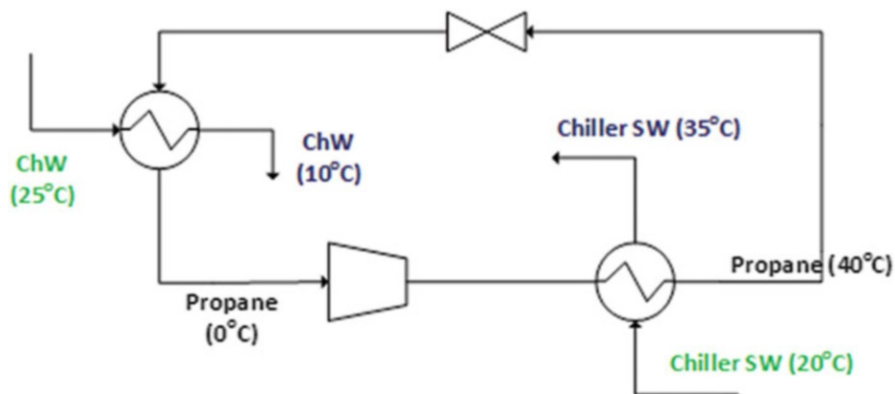 Chiller SW (35°C)
ChW
(10°C)
ChW
(25°C)
Propane (40°C)
Propane
(0°C)
Chiller SW (20°C)